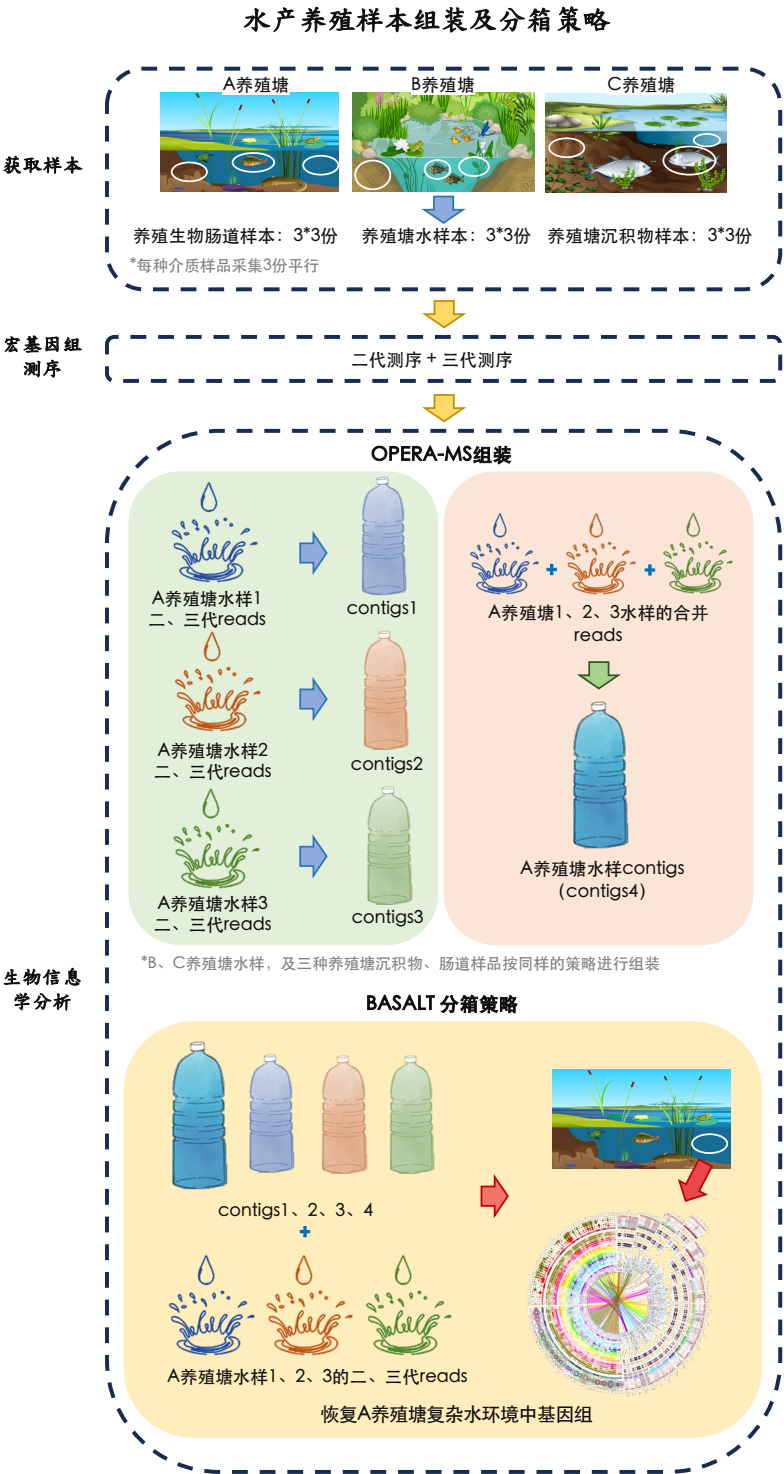 水产养殖样本组装及分箱策略
A养殖塘
B养殖塘
C养殖塘
获取样本
养殖生物肠道样本：3*3份
养殖塘水样本：3*3份
养殖塘沉积物样本：3*3份
*每种介质样品采集3份平行
宏基因组
测序
二代测序 + 三代测序
OPERA-MS组装
A养殖塘水样1
二、三代reads
contigs1
A养殖塘水样2
二、三代reads
contigs2
A养殖塘水样3
二、三代reads
contigs3
A养殖塘1、2、3水样的合并
reads
A养殖塘水样contigs
(contigs4)
*B、C养殖塘水样，及三种养殖塘沉积物、肠道样品按同样的策略进行组装
生物信息
学分析
BASALT 分箱策略
contigs1、2、3、4
+
A养殖塘水样1、2、3的二、三代reads
恢复A养殖塘复杂水环境中基因组